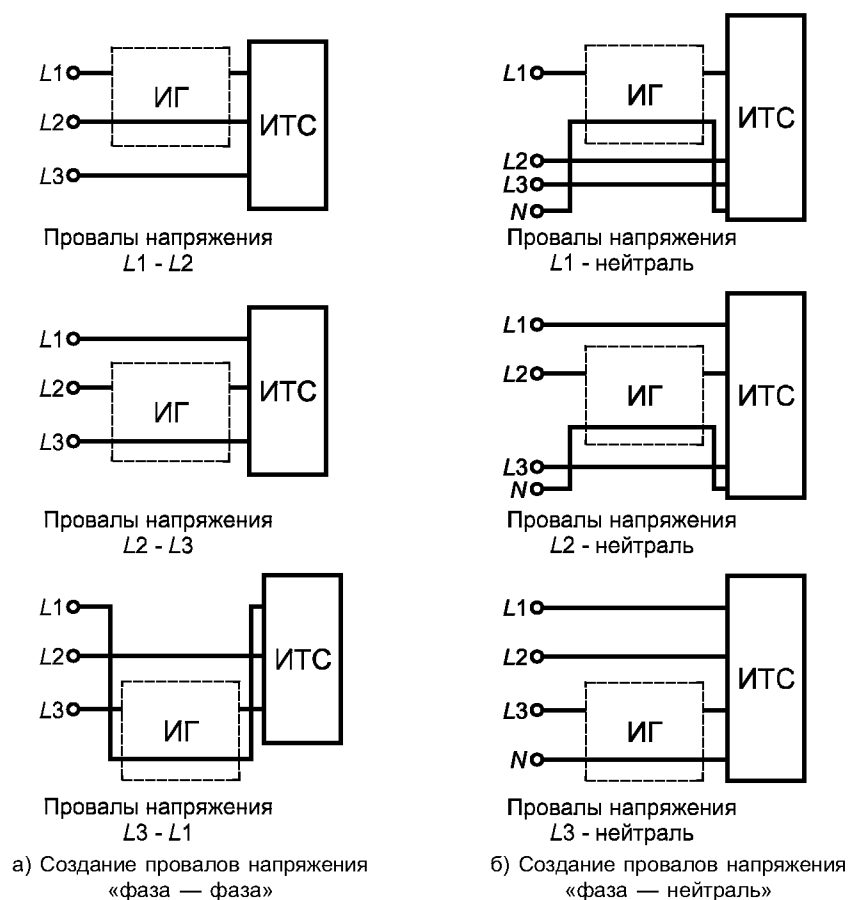 L1
ИГ
L2
ИТС
L3
Провалы напряжения
L1 - L2
L1
L2
ИГ
ИТС
L3
Провалы напряжения
L2 - L3
L1
L2
ИТС
L3
ИГ
Провалы напряжения
L3 - L1
а) Создание провалов напряжения
«фаза — фаза»
L1
ИГ
ИТС
L2
L3
N
Провалы напряжения
L1 - нейтраль
L1
L2
ИГ
ИТС
L3
N
Провалы напряжения
L2 - нейтраль
L1
L2
ИТС
L3
ИГ
N
Провалы напряжения
L3 - нейтраль
б) Создание провалов напряжения
«фаза — нейтраль»